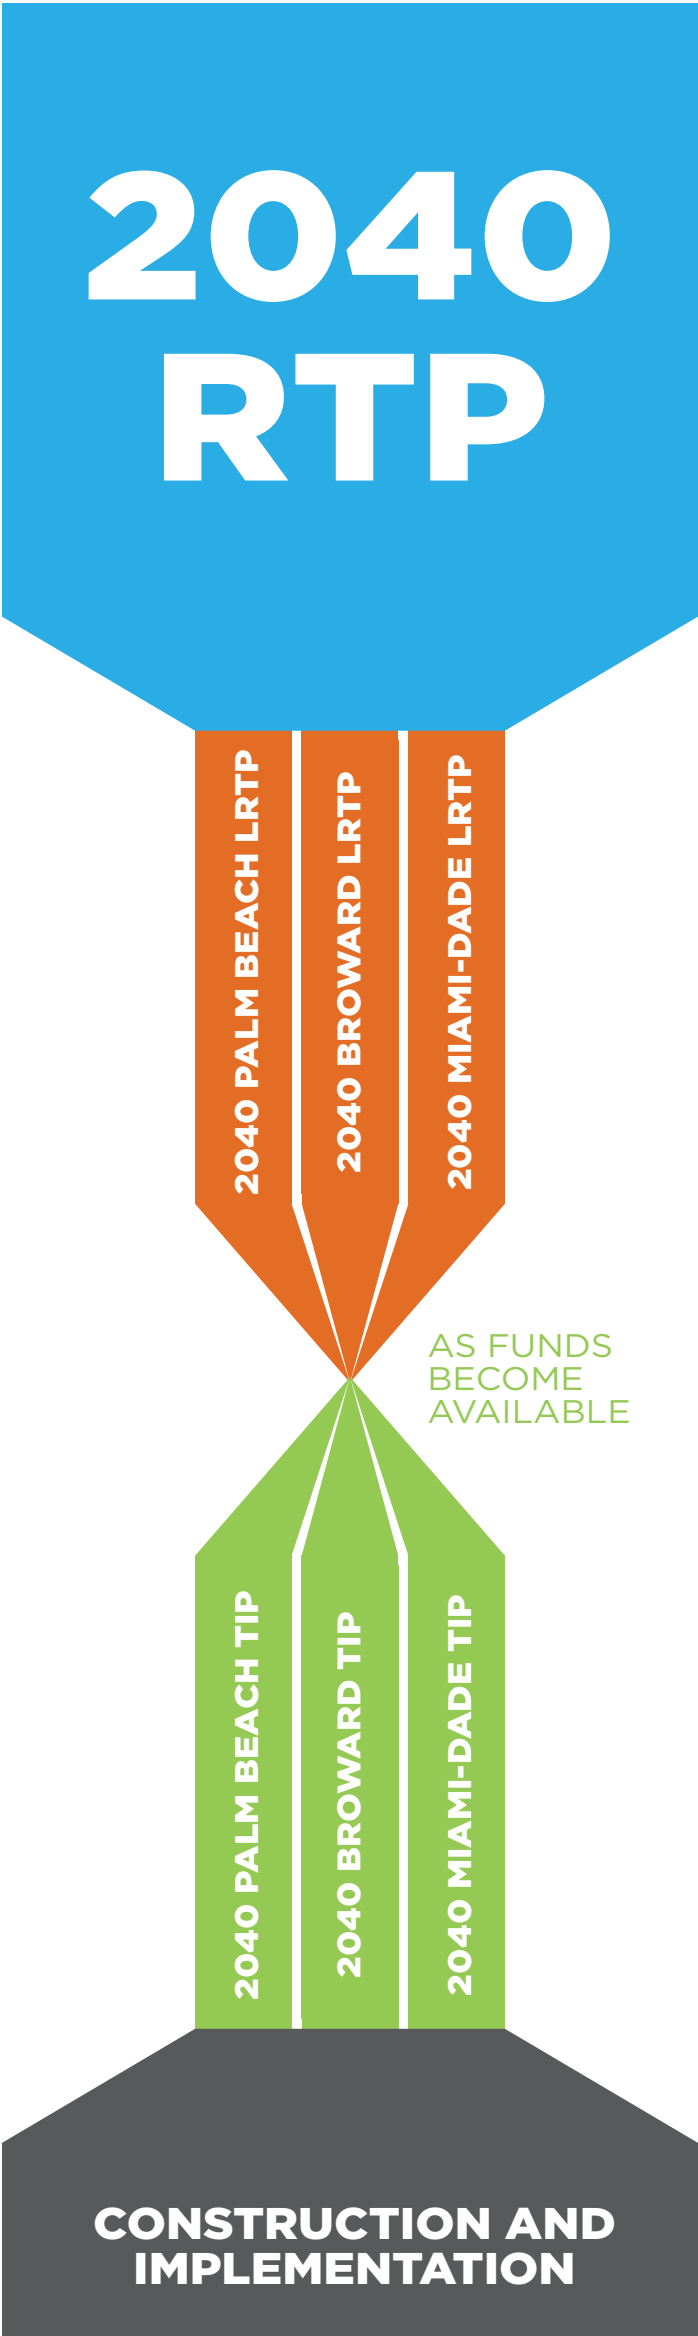 2040
RTP
2040 PALM BEACH LRTP
2040 BROWARD LRTP
2040 MIAMI-DADE LRTP
AS FUNDS
BECOME
AVAILABLE
2040 PALM BEACH TIP
2040 BROWARD TIP
2040 MIAMI-DADE TIP
CONSTRUCTION AND
IMPLEMENTATION